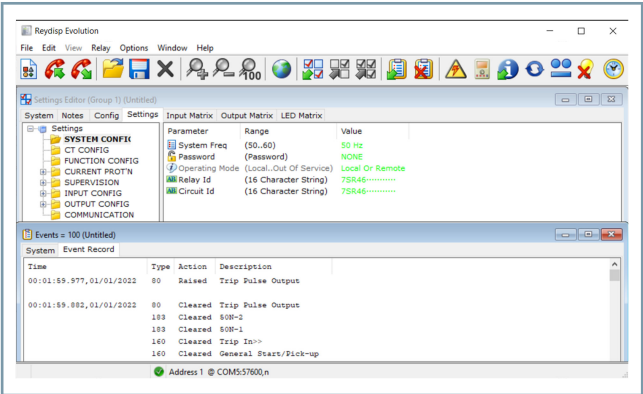 Reydisp Evolution
File Edit View Relay Options Window Help
100
Settings Editor (Group 1) (Untitled)
System Notes Config Settings Input Matrix Output Matrix LED Matrix
Settings
SYSTEM CONFIG
CT CONFIG
FUNCTION CONFIG
CURRENT PROT'N
SUPERVISION
INPUT CONFIG
OUTPUT CONFIG
COMMUNICATION
Parameter Range Value
System Freq (50..60) 50 Hz
Password (Password) NONE
Operating Mode (Local..Out Of Service) Local Or Remote
Relay Id (16 Character String) 7SR46···········
Circuit Id (16 Character String) 7SR46···········
Events = 100 (Untitled)
System Event Record
Time Type Action Description
00:01:59.977,01/01/2022 80 Raised Trip Pulse Output
00:01:59.882,01/01/2022 80 Cleared Trip Pulse Output
183 Cleared 50N-2
183 Cleared 50N-1
160 Cleared Trip In>>
160 Cleared General Start/Pick-up
Address 1 @ COM5:57600,n